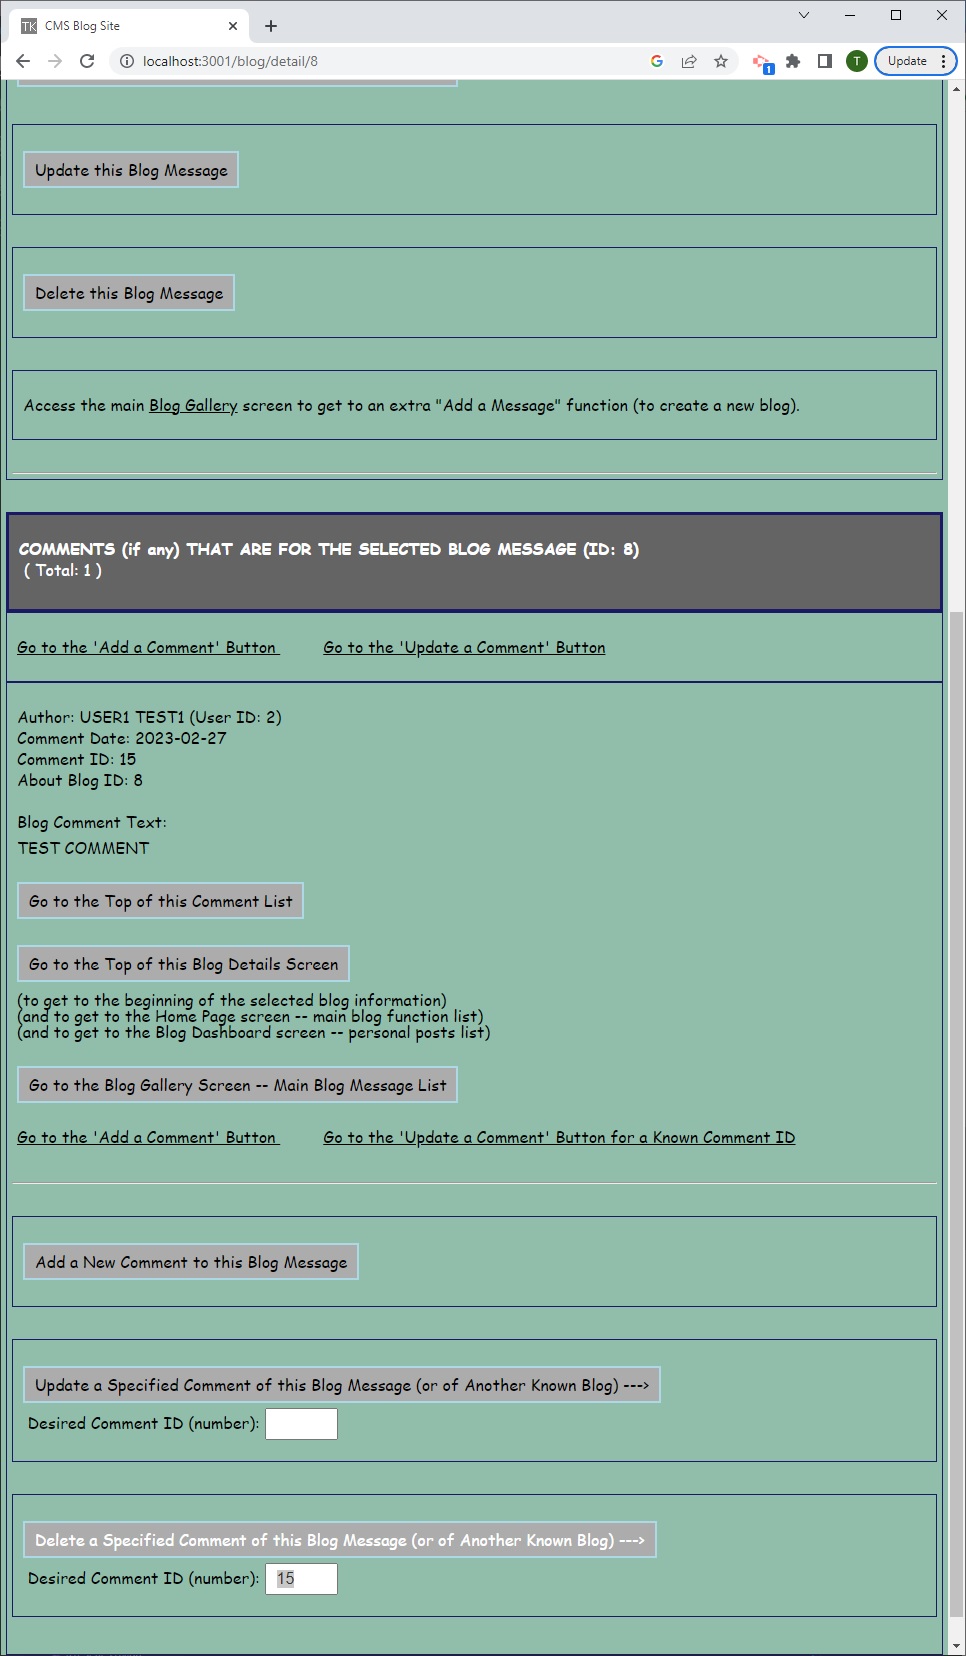 TK CMS Blog Site
localhost:3001/blog/detail/8
1
T
Update
Update this Blog Message
Delete this Blog Message
Access the main Blog Gallery screen to get to an extra "Add a Message" function (to create a new blog).
COMMENTS (if any) THAT ARE FOR THE SELECTED BLOG MESSAGE (ID: 8)
( Total: 1 )
Go to the 'Add a Comment' Button Go to the 'Update a Comment' Button
Author: USER1 TEST1 (User ID: 2)
Comment Date: 2023-02-27
Comment ID: 15
About Blog ID: 8
Blog Comment Text:
TEST COMMENT
Go to the Top of this Comment List
Go to the Top of this Blog Details Screen
(to get to the beginning of the selected blog information)
(and to get to the Home Page screen -- main blog function list)
(and to get to the Blog Dashboard screen -- personal posts list)
Go to the Blog Gallery Screen -- Main Blog Message List
Go to the 'Add a Comment' Button Go to the 'Update a Comment' Button for a Known Comment ID
Add a New Comment to this Blog Message
Update a Specified Comment of this Blog Message (or of Another Known Blog) --->
Desired Comment ID (number):
Delete a Specified Comment of this Blog Message (or of Another Known Blog) --->
Desired Comment ID (number): 15